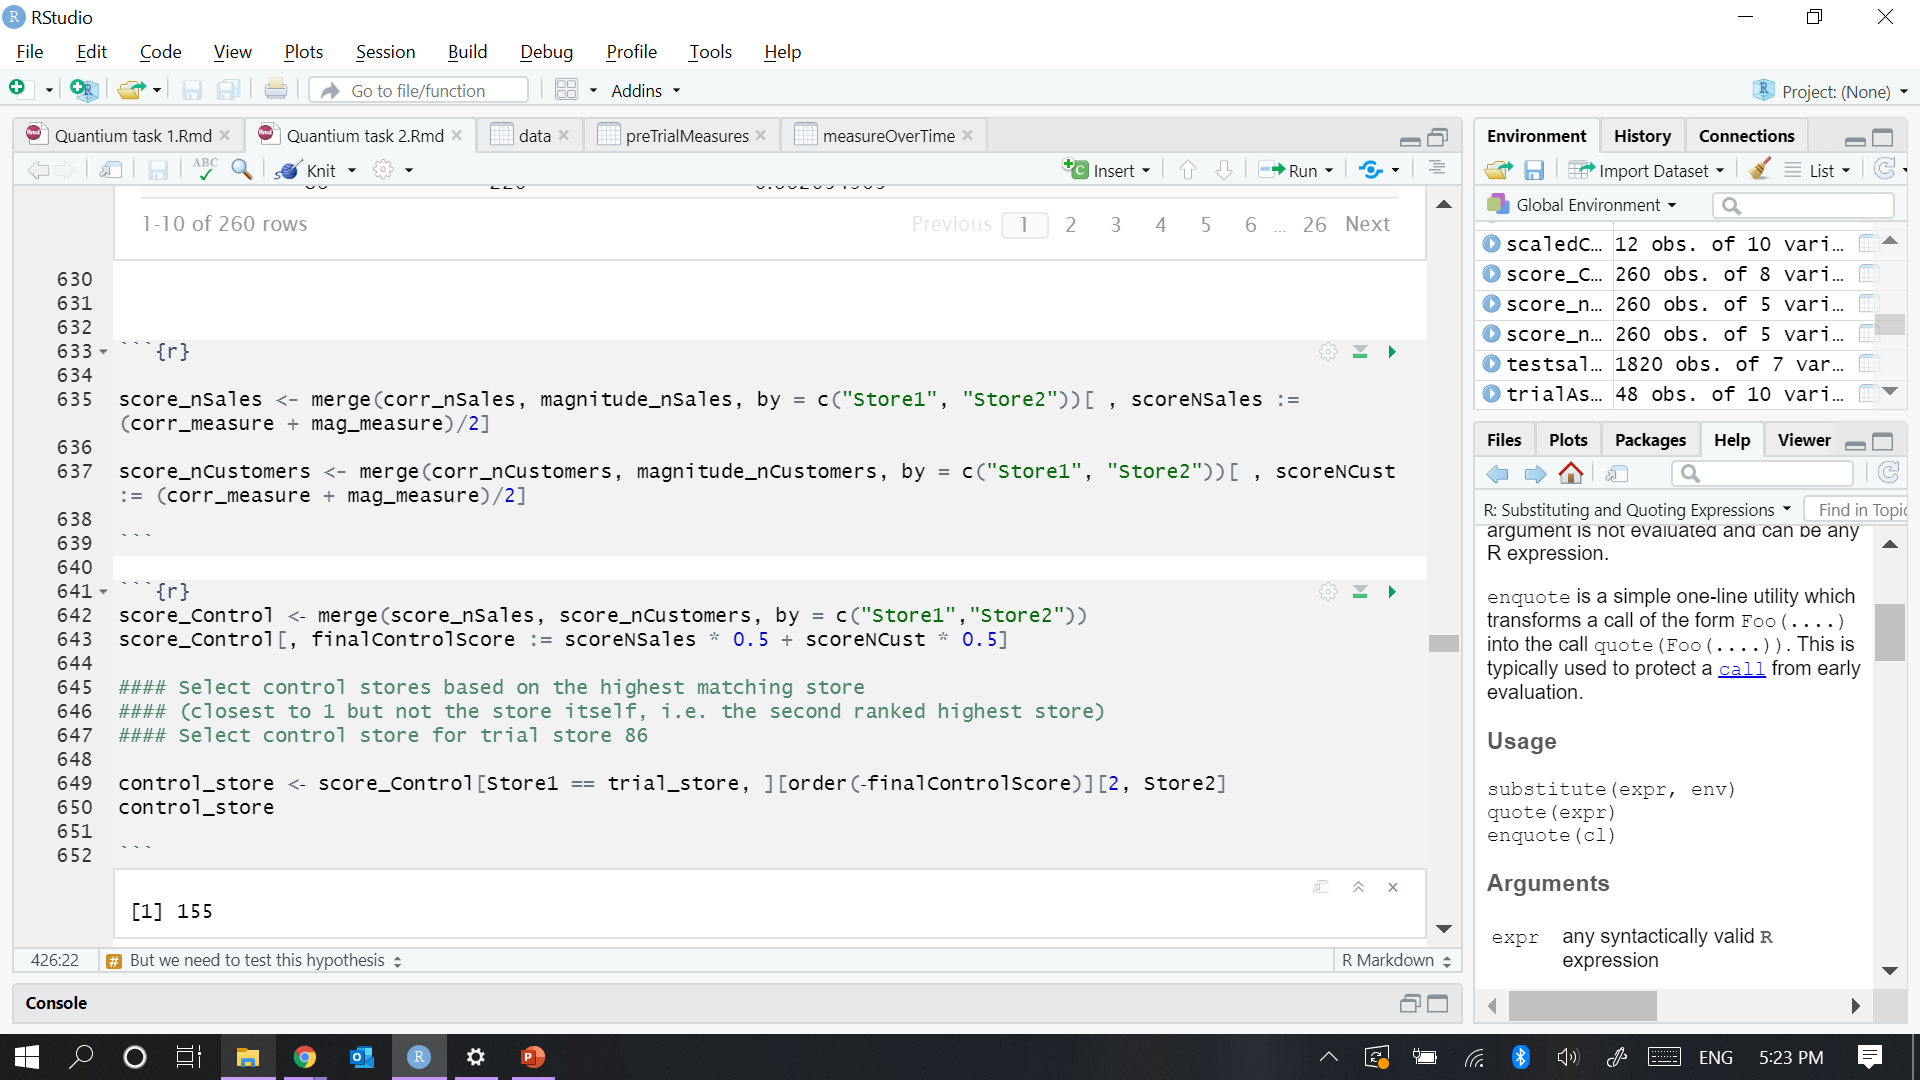 RStudio
File Edit Code View Plots Session Build Debug Profile Tools Help
Go to file/function Addins Project: (None)
Quantium task 1.Rmd Quantium task 2.Rmd data preTrialMeasures measureOverTime
ABC Knit Insert Run
1-10 of 260 rows Previous 1 2 3 4 5 6 ... 26 Next
630
631
632
633 ```{r}
634
635 score_nSales <- merge(corr_nSales, magnitude_nSales, by = c("Store1", "Store2"))[ , scoreNSales :=
(corr_measure + mag_measure)/2]
636
637 score_nCustomers <- merge(corr_nCustomers, magnitude_nCustomers, by = c("Store1", "Store2"))[ , scoreNCust
:= (corr_measure + mag_measure)/2]
638
639 ```
640
641 ```{r}
642 score_Control <- merge(score_nSales, score_nCustomers, by = c("Store1","Store2"))
643 score_Control[, finalControlScore := scoreNSales * 0.5 + scoreNCust * 0.5]
644
645 #### Select control stores based on the highest matching store
646 #### (closest to 1 but not the store itself, i.e. the second ranked highest store)
647 #### Select control store for trial store 86
648
649 control_store <- score_Control[Store1 == trial_store, ][order(-finalControlScore)][2, Store2]
650 control_store
651
652 ```
[1] 155
426:22 # But we need to test this hypothesis R Markdown
Console
Environment History Connections
Import Dataset List
Global Environment
scaledC... 12 obs. of 10 vari...
score_C... 260 obs. of 8 vari...
score_n... 260 obs. of 5 vari...
score_n... 260 obs. of 5 vari...
testsal... 1820 obs. of 7 var...
trialAs... 48 obs. of 10 vari...
Files Plots Packages Help Viewer
R: Substituting and Quoting Expressions Find in Topic
argument is not evaluated and can be any
R expression.
enquote is a simple one-line utility which
transforms a call of the form Foo(....)
into the call quote(Foo(....)). This is
typically used to protect a call from early
evaluation.
Usage
substitute(expr, env)
quote(expr)
enquote(cl)
Arguments
expr any syntactically valid R
expression
ENG 5:23 PM